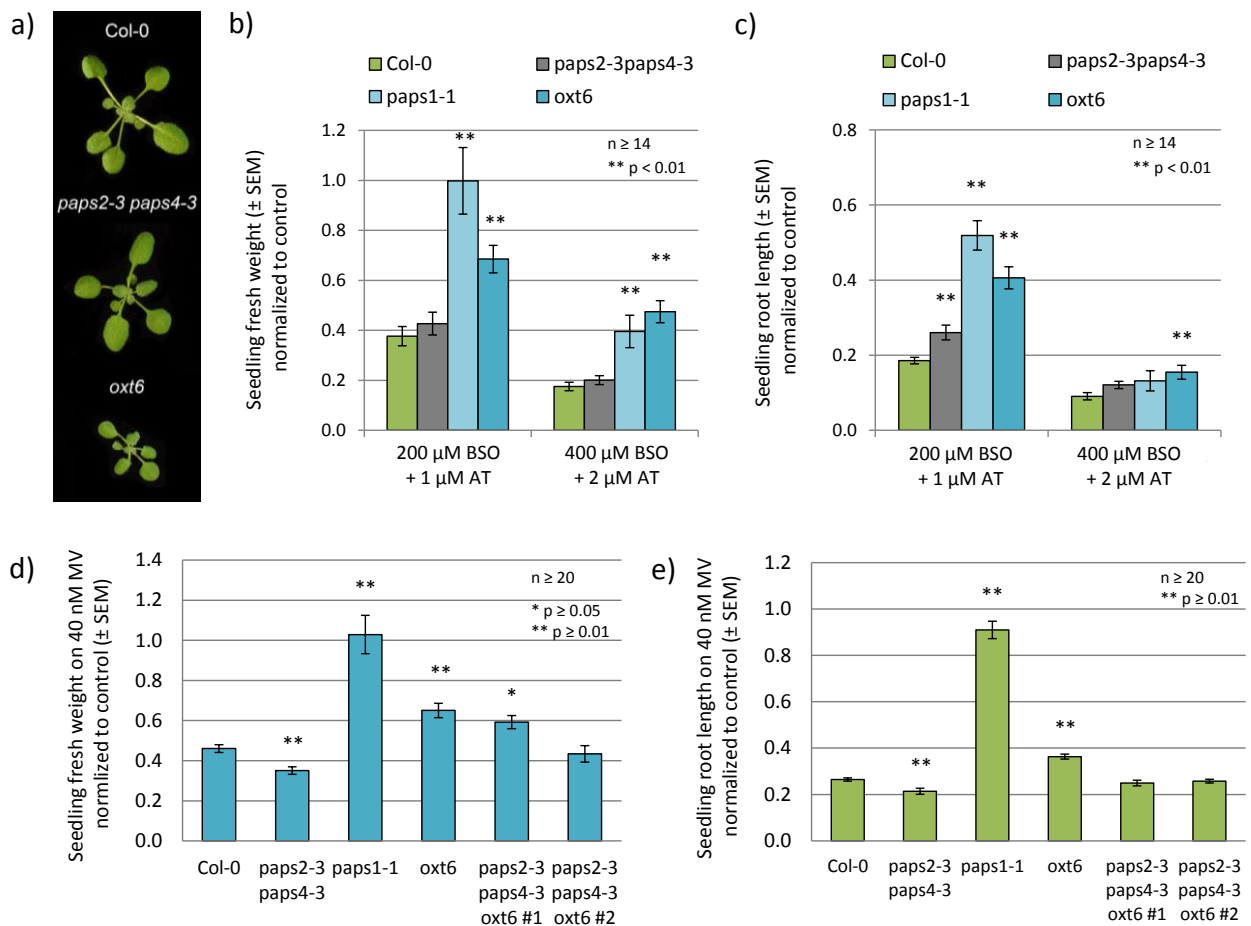 a)
Col-0
paps2-3 paps4-3
oxt6
b)
Col-0
paps2-3paps4-3
paps1-1
oxt6
Seedling fresh weight (± SEM)
normalized to control
1.2
1.0
0.8
0.6
0.4
0.2
0.0
n ≥ 14
** p < 0.01
**
**
**
**
200 µM BSO
+ 1 µM AT
400 µM BSO
+ 2 µM AT
c)
Col-0
paps2-3paps4-3
paps1-1
oxt6
Seedling root length (± SEM)
normalized to control
0.8
0.6
0.4
0.2
0.0
n ≥ 14
** p < 0.01
**
**
**
**
200 µM BSO
+ 1 µM AT
400 µM BSO
+ 2 µM AT
d)
Seedling fresh weight on 40 nM MV
normlized to control (± SEM)
1.4
1.2
1.0
0.8
0.6
0.4
0.2
0.0
n ≥ 20
* p ≥ 0.05
** p ≥ 0.01
**
**
**
*
Col-0
paps2-3
paps4-3
paps1-1
oxt6
paps2-3
paps4-3
oxt6 #1
paps2-3
paps4-3
oxt6 #2
e)
Seedling root length on 40 nM MV
normalized to control (± SEM)
1.2
1.0
0.8
0.6
0.4
0.2
0.0
n ≥ 20
** p ≥ 0.01
**
**
**
Col-0
paps2-3
paps4-3
paps1-1
oxt6
paps2-3
paps4-3
oxt6 #1
paps2-3
paps4-3
oxt6 #2